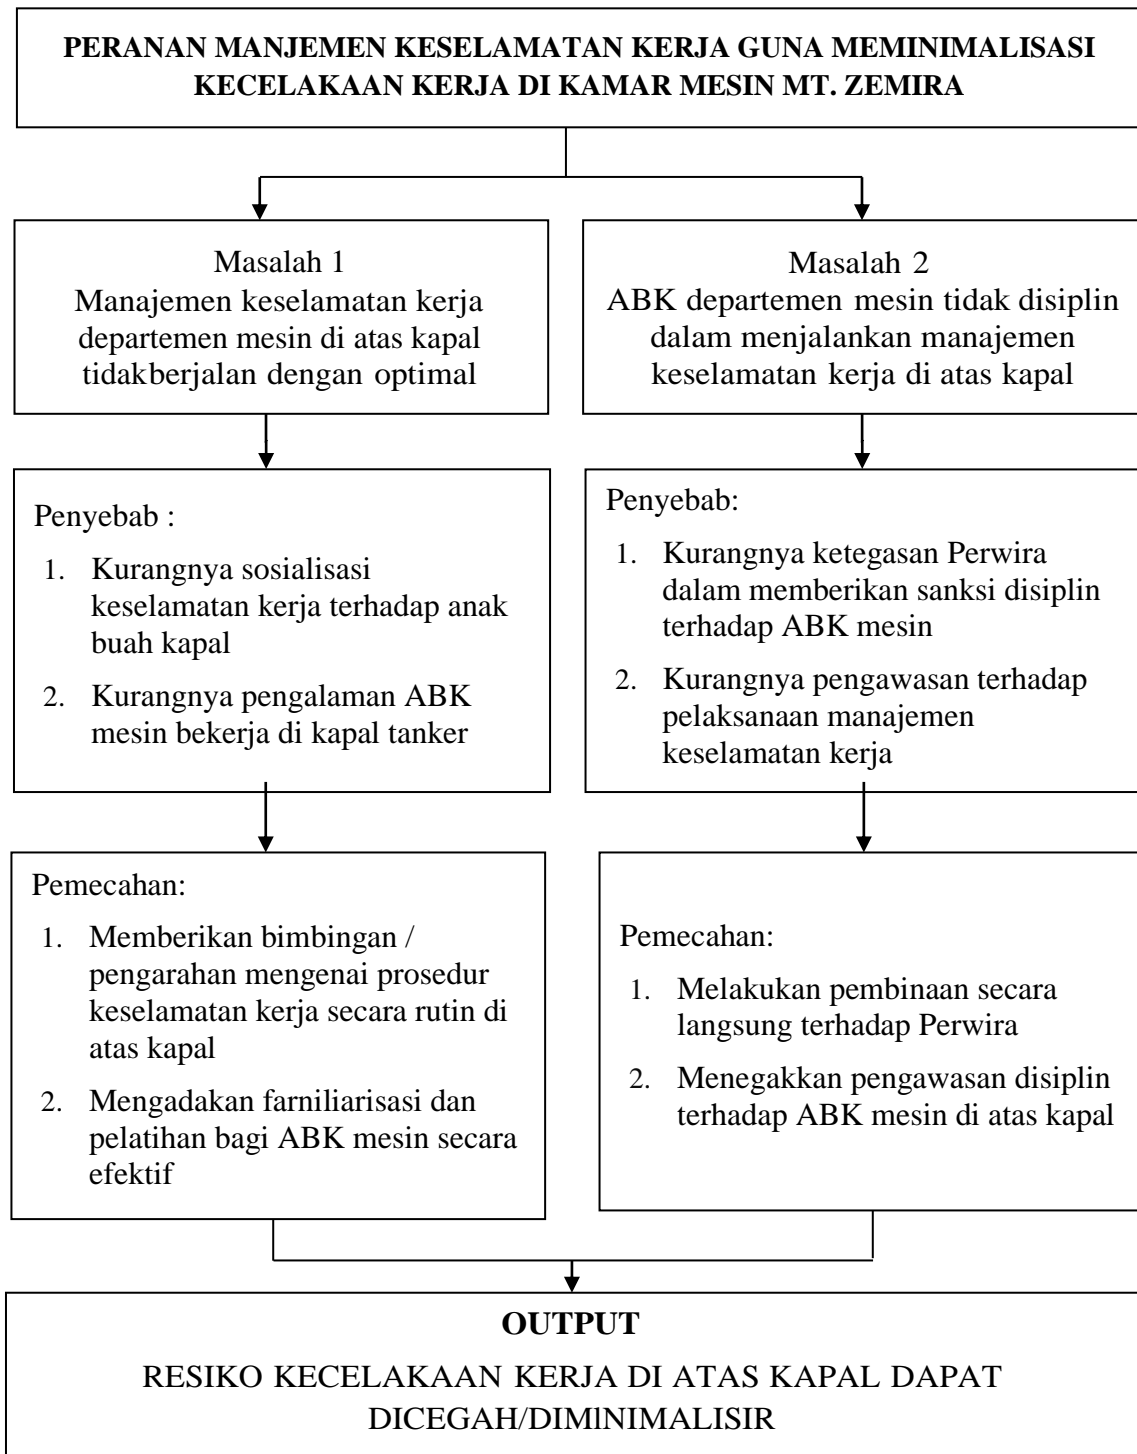 PERANAN MANJEMEN KESELAMATAN KERJA GUNA MEMINIMALISASI
KECELAKAAN KERJA DI KAMAR MESIN MT. ZEMIRA
Masalah 1
Manajemen keselamatan kerja
departemen mesin di atas kapal
tidakberjalan dengan optimal
Masalah 2
ABK departemen mesin tidak disiplin
dalam menjalankan manajemen
keselamatan kerja di atas kapal
Penyebab :
1. Kurangnya sosialisasi
keselamatan kerja terhadap anak
buah kapal
2. Kurangnya pengalaman ABK
mesin bekerja di kapal tanker
Penyebab:
1. Kurangnya ketegasan Perwira
dalam memberikan sanksi disiplin
terhadap ABK mesin
2. Kurangnya pengawasan terhadap
pelaksanaan manajemen
keselamatan kerja
Pemecahan:
1. Memberikan bimbingan /
pengarahan mengenai prosedur
keselamatan kerja secara rutin di
atas kapal
2. Mengadakan farniliarisasi dan
pelatihan bagi ABK mesin secara
efektif
Pemecahan:
1. Melakukan pembinaan secara
langsung terhadap Perwira
2. Menegakkan pengawasan disiplin
terhadap ABK mesin di atas kapal
OUTPUT
RESIKO KECELAKAAN KERJA DI ATAS KAPAL DAPAT
DICEGAH/DIMlNIMALISIR